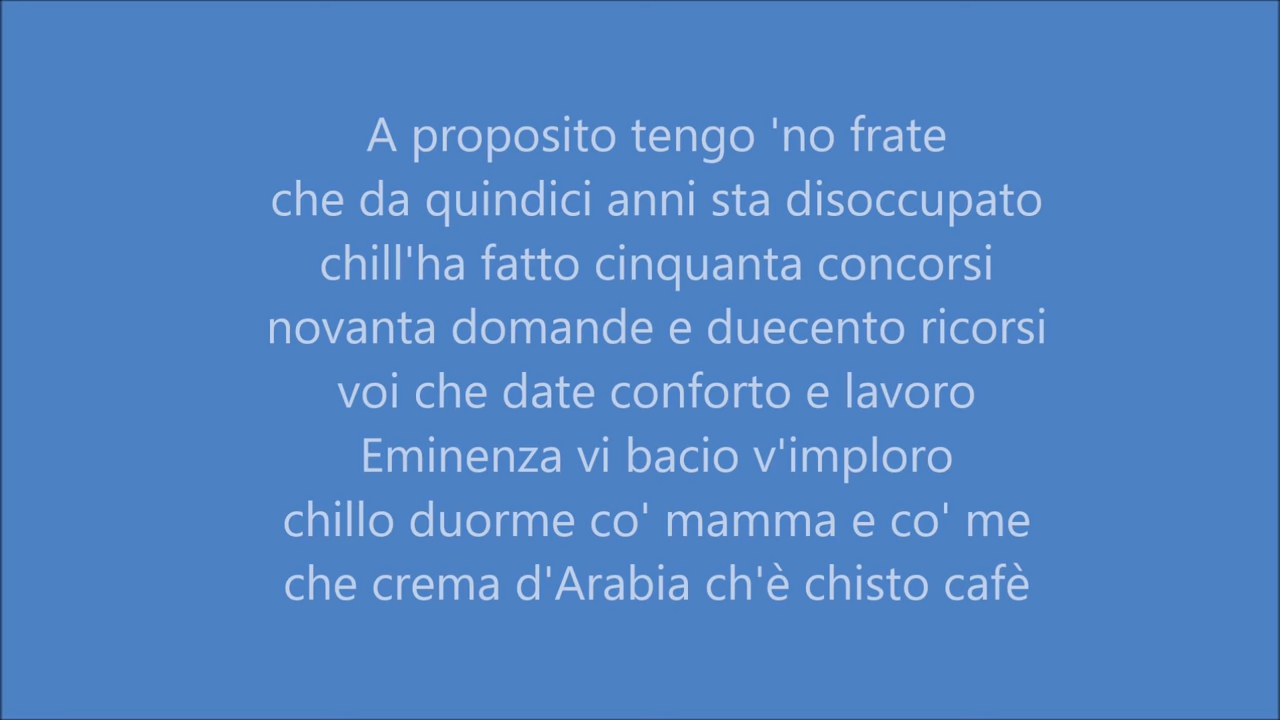 A proposito tengo 'no frate
che da quindici anni sta disoccupato
chill'ha fatto cinquanta concorsi
novanta domande e duecento ricorsi
voi che date conforto e lavoro
Eminenza vi bacio v'imploro
chillo duorme co' mamma e co' me
che crema d'Arabia ch'è chisto cafè